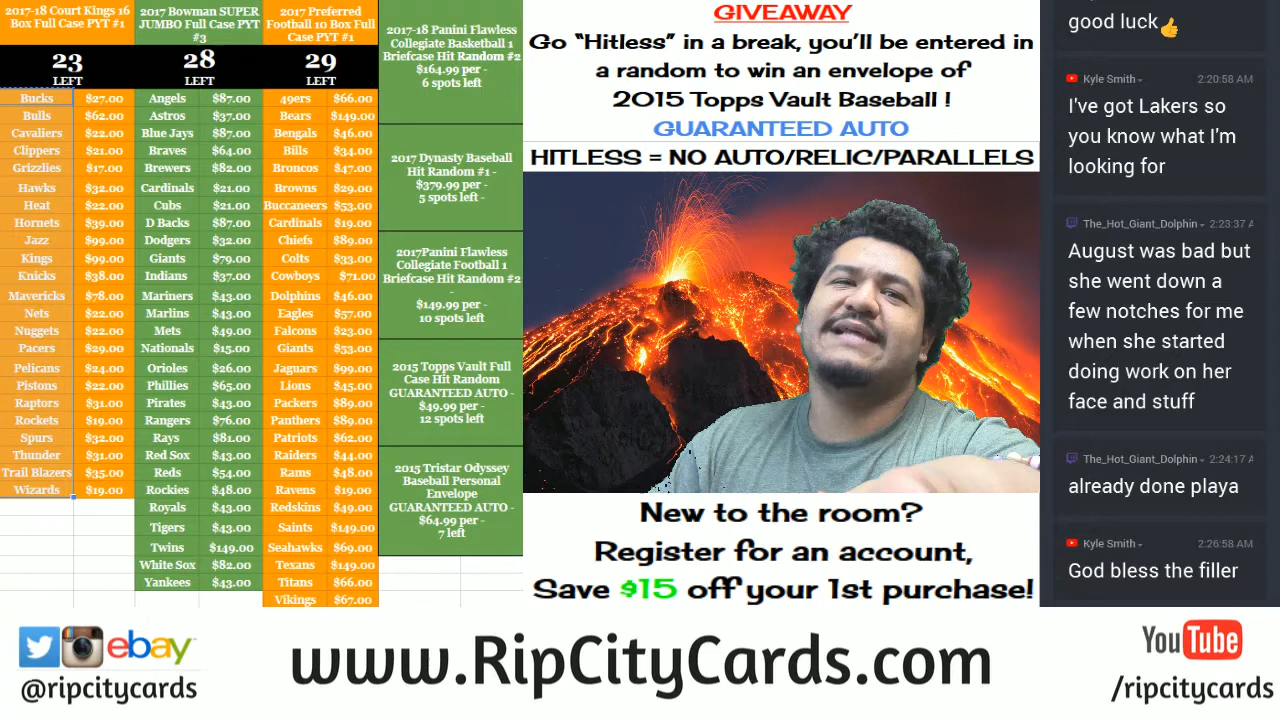 2017-18 Court Kings 16
Box Full Case PYT #1
23
LEFT
Bucks $27.00
Bulls $62.00
Cavaliers $22.00
Clippers $21.00
Grizzlies $17.00
Hawks $32.00
Heat $22.00
Hornets $39.00
Jazz $99.00
Kings $99.00
Knicks $38.00
Mavericks $78.00
Nets $22.00
Nuggets $22.00
Pacers $29.00
Pelicans $24.00
Pistons $22.00
Raptors $31.00
Rockets $19.00
Spurs $32.00
Thunder $31.00
Trail Blazers $35.00
Wizards $19.00
2017 Bowman SUPER
JUMBO Full Case PYT
#3
28
LEFT
Angels $87.00
Astros $37.00
Blue Jays $87.00
Braves $64.00
Brewers $82.00
Cardinals $21.00
Cubs $21.00
D Backs $87.00
Dodgers $32.00
Giants $79.00
Indians $37.00
Mariners $43.00
Marlins $43.00
Mets $49.00
Nationals $15.00
Orioles $26.00
Phillies $65.00
Pirates $43.00
Rangers $76.00
Rays $81.00
Red Sox $43.00
Reds $54.00
Rockies $48.00
Royals $43.00
Tigers $43.00
Twins $149.00
White Sox $82.00
Yankees $43.00
2017 Preferred
Football 10 Box Full
Case PYT #1
29
LEFT
49ers $66.00
Bears $149.00
Bengals $46.00
Bills $34.00
Broncos $47.00
Browns $29.00
Buccaneers $53.00
Cardinals $19.00
Chiefs $89.00
Colts $33.00
Cowboys $71.00
Dolphins $46.00
Eagles $57.00
Falcons $23.00
Giants $53.00
Jaguars $99.00
Lions $45.00
Packers $89.00
Panthers $89.00
Patriots $62.00
Raiders $44.00
Rams $48.00
Ravens $19.00
Redskins $49.00
Saints $149.00
Seahawks $69.00
Texans $149.00
Titans $66.00
Vikings $67.00
2017-18 Panini Flawless
Collegiate Basketball 1
Briefcase Hit Random #2
$164.99 per -
6 spots left
2017 Dynasty Baseball
Hit Random #1 -
$379.99 per -
5 spots left -
2017Panini Flawless
Collegiate Football 1
Briefcase Hit Random #2
-
$149.99 per -
10 spots left
2015 Topps Vault Full
Case Hit Random
GUARANTEED AUTO -
$49.99 per -
12 spots left
2015 Tristar Odyssey
Baseball Personal
Envelope
GUARANTEED AUTO -
$64.99 per -
7 left
GIVEAWAY
Go “Hitless” in a break, you’ll be entered in
a random to win an envelope of
2015 Topps Vault Baseball !
GUARANTEED AUTO
HITLESS = NO AUTO/RELIC/PARALLELS
New to the room?
Register for an account,
Save $15 off your 1st purchase!
good luck👍
Kyle Smith 2:20:58 AM
I've got Lakers so
you know what I'm
looking for
The_Hot_Giant_Dolphin 2:23:37 A
August was bad but
she went down a
few notches for me
when she started
doing work on her
face and stuff
The_Hot_Giant_Dolphin 2:24:17 A
already done playa
Kyle Smith 2:26:58 AM
God bless the filler
ebay
@ripcitycards
www.RipCityCards.com
YouTube
/ripcitycards